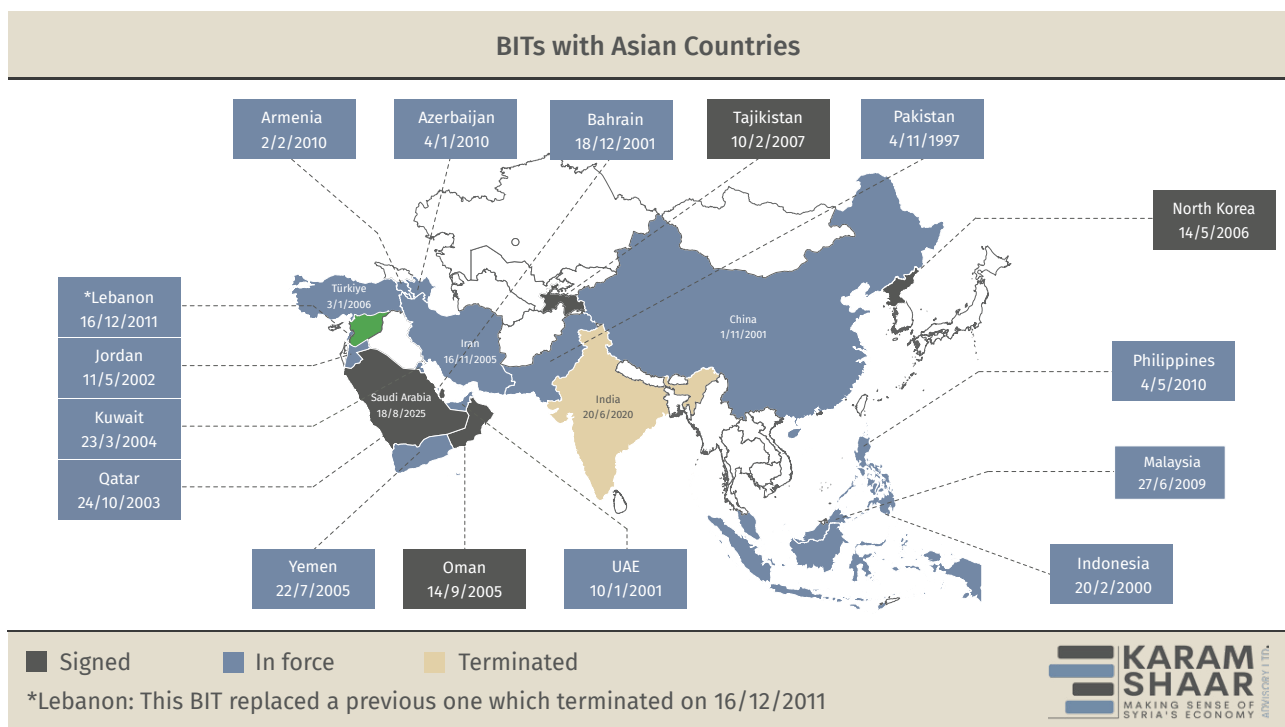 BITs with Asian Countries
Armenia
2/2/2010
Azerbaijan
4/1/2010
Bahrain
18/12/2001
Tajikistan
10/2/2007
Pakistan
4/11/1997
North Korea
14/5/2006
*Lebanon
16/12/2011
Jordan
11/5/2002
Kuwait
23/3/2004
Qatar
24/10/2003
Türkiye
3/1/2006
Iran
16/11/2005
Saudi Arabia
18/8/2025
India
20/6/2020
China
1/11/2001
Philippines
4/5/2010
Malaysia
27/6/2009
Indonesia
20/2/2000
Yemen
22/7/2005
Oman
14/9/2005
UAE
10/1/2001
Signed
In force
Terminated
*Lebanon: This BIT replaced a previous one which terminated on 16/12/2011
KARAM
SHAAR
MAKING SENSE OF
SYRIA'S ECONOMY
ADVISORY LTD.